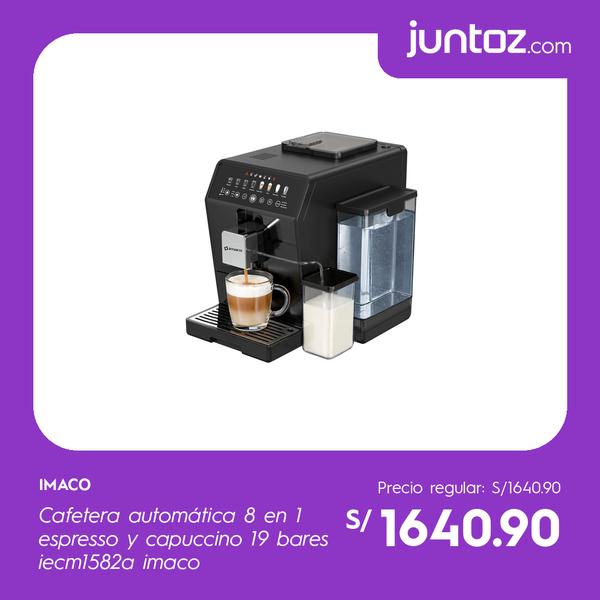 juntoz.com
IMACO
Precio regular: S/1640.90
Cafetera automática 8 en 1
espresso y capuccino 19 bares
iecm1582a imaco
S/ 1640.90